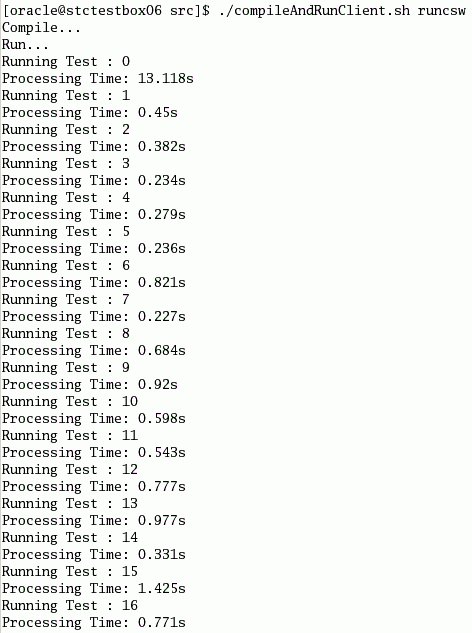 [oracle@stctestbox06 src]$ ./compileAndRunClient.sh runcsw
Compile...
Run...
Running Test : 0
Processing Time: 13.118s
Running Test : 1
Processing Time: 0.45s
Running Test : 2
Processing Time: 0.382s
Running Test : 3
Processing Time: 0.234s
Running Test : 4
Processing Time: 0.279s
Running Test : 5
Processing Time: 0.236s
Running Test : 6
Processing Time: 0.821s
Running Test : 7
Processing Time: 0.227s
Running Test : 8
Processing Time: 0.684s
Running Test : 9
Processing Time: 0.92s
Running Test : 10
Processing Time: 0.598s
Running Test : 11
Processing Time: 0.543s
Running Test : 12
Processing Time: 0.777s
Running Test : 13
Processing Time: 0.977s
Running Test : 14
Processing Time: 0.331s
Running Test : 15
Processing Time: 1.425s
Running Test : 16
Processing Time: 0.771s